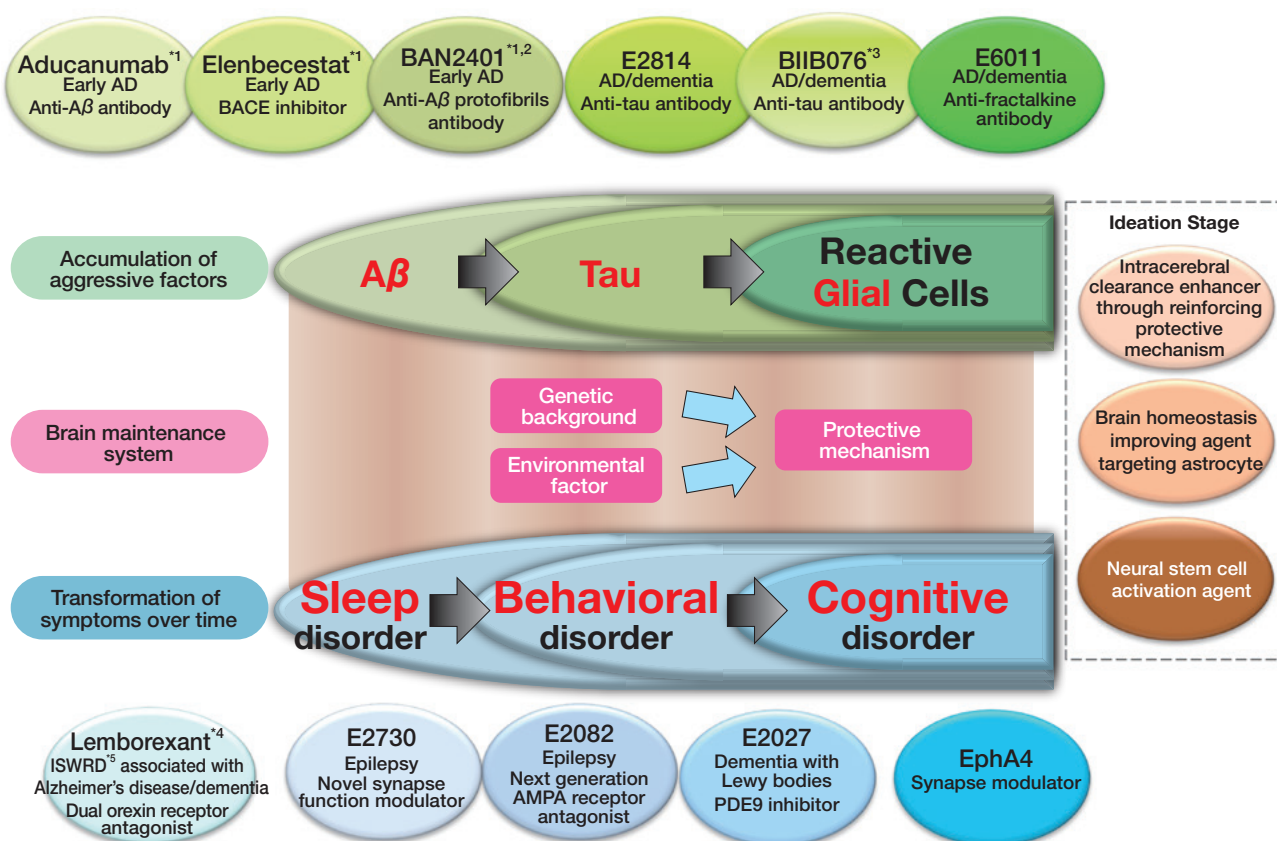 Aducanumab*1
Early AD
Anti-Aβ antibody
Elenbecestat*1
Early AD
BACE inhibitor
BAN2401*1,2
Early AD
Anti-Aβ protofibrils
antibody
E2814
AD/dementia
Anti-tau antibody
BIIB076*3
AD/dementia
Anti-tau antibody
E6011
AD/dementia
Anti-fractalkine
antibody
Accumulation of
aggressive factors
Aβ
Tau
Reactive
Glial Cells
Brain maintenance
system
Genetic
background
Environmental
factor
Protective
mechanism
Transformation of
symptoms over time
Sleep
disorder
Behavioral
disorder
Cognitive
disorder
Ideation Stage
Intracerebral
clearance enhancer
through reinforcing
protective
mechanism
Brain homeostasis
improving agent
targeting astrocyte
Neural stem cell
activation agent
Lemborexant*4
ISWRD*5 associated with
Alzheimer's disease/dementia
Dual orexin receptor
antagonist
E2730
Epilepsy
Novel synapse
function modulator
E2082
Epilepsy
Next generation
AMPA receptor
antagonist
E2027
Dementia with
Lewy bodies
PDE9 inhibitor
EphA4
Synapse modulator